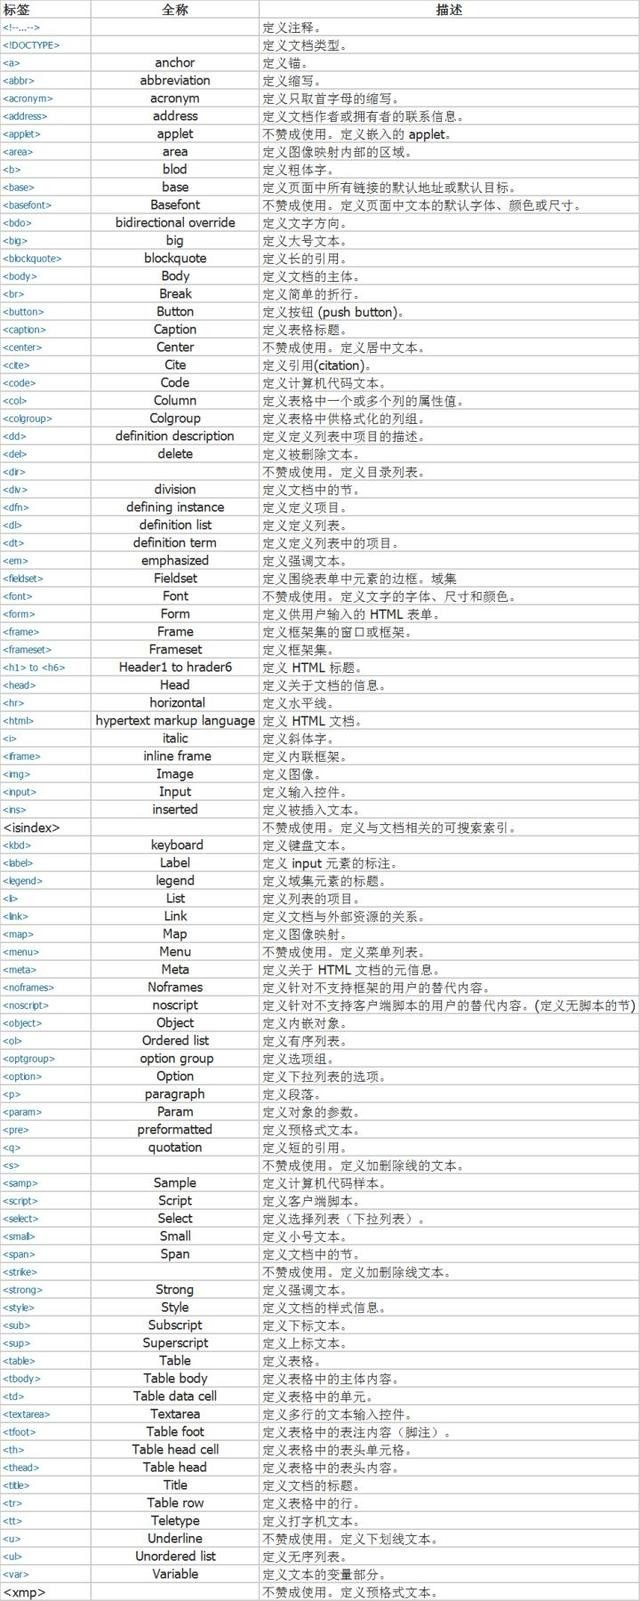 标签 全称 描述
<!--...--> 定义注释。
<!DOCTYPE> 定义文档类型。
<a> anchor 定义锚。
<abbr> abbreviation 定义缩写。
<acronym> acronym 定义只取首字母的缩写。
<address> address 定义文档作者或拥有者的联系信息。
<applet> applet 不赞成使用。定义嵌入的 applet。
<area> area 定义图像映射内部的区域。
<b> blod 定义粗体字。
<base> base 定义页面中所有链接的默认地址或默认目标。
<basefont> Basefont 不赞成使用。定义页面中文本的默认字体、颜色或尺寸。
<bdo> bidirectional override 定义文字方向。
<big> big 定义大号文本。
<blockquote> blockquote 定义长的引用。
<body> Body 定义文档的主体。
<br> Break 定义简单的折行。
<button> Button 定义按钮 (push button)。
<caption> Caption 定义表格标题。
<center> Center 不赞成使用。定义居中文本。
<cite> Cite 定义引用(citation)。
<code> Code 定义计算机代码文本。
<col> Column 定义表格中一个或多个列的属性值。
<colgroup> Colgroup 定义表格中供格式化的列组。
<dd> definition description 定义定义列表中项目的描述。
<del> delete 定义被删除文本。
<dir> 不赞成使用。定义目录列表。
<div> division 定义文档中的节。
<dfn> defining instance 定义定义项目。
<dl> definition list 定义定义列表。
<dt> definition term 定义定义列表中的项目。
<em> emphasized 定义强调文本。
<fieldset> Fieldset 定义围绕表单中元素的边框。域集
<font> Font 不赞成使用。定义文字的字体、尺寸和颜色。
<form> Form 定义供用户输入的 HTML 表单。
<frame> Frame 定义框架集的窗口或框架。
<frameset> Frameset 定义框架集。
<h1> to <h6> Header1 to hrader6 定义 HTML 标题。
<head> Head 定义关于文档的信息。
<hr> horizontal 定义水平线。
<html> hypertext markup language 定义 HTML 文档。
<i> italic 定义斜体字。
<iframe> inline frame 定义内联框架。
<img> Image 定义图像。
<input> Input 定义输入控件。
<ins> inserted 定义被插入文本。
<isindex> 不赞成使用。定义与文档相关的可搜索索引。
<kbd> keyboard 定义键盘文本。
<label> Label 定义 input 元素的标注。
<legend> legend 定义域集元素的标题。
<li> List 定义列表的项目。
<link> Link 定义文档与外部资源的关系。
<map> Map 定义图像映射。
<menu> Menu 不赞成使用。定义菜单列表。
<meta> Meta 定义关于 HTML 文档的元信息。
<noframes> Noframes 定义针对不支持框架的用户的替代内容。
<noscript> noscript 定义针对不支持客户端脚本的用户的替代内容。(定义无脚本的节)
<object> Object 定义内嵌对象。
<ol> Ordered list 定义有序列表。
<optgroup> option group 定义选项组。
<option> Option 定义下拉列表的选项。
<p> paragraph 定义段落。
<param> Param 定义对象的参数。
<pre> preformatted 定义预格式文本。
<q> quotation 定义短的引用。
<s> 不赞成使用。定义加删除线的文本。
<samp> Sample 定义计算机代码样本。
<script> Script 定义客户端脚本。
<select> Select 定义选择列表（下拉列表）。
<small> Small 定义小号文本。
<span> Span 定义文档中的节。
<strike> 不赞成使用。定义加删除线文本。
<strong> Strong 定义强调文本。
<style> Style 定义文档的样式信息。
<sub> Subscript 定义下标文本。
<sup> Superscript 定义上标文本。
<table> Table 定义表格。
<tbody> Table body 定义表格中的主体内容。
<td> Table data cell 定义表格中的单元。
<textarea> Textarea 定义多行的文本输入控件。
<tfoot> Table foot 定义表格中的表注内容（脚注）。
<th> Table head cell 定义表格中的表头单元格。
<thead> Table head 定义表格中的表头内容。
<title> Title 定义文档的标题。
<tr> Table row 定义表格中的行。
<tt> Teletype 定义打字机文本。
<u> Underline 不赞成使用。定义下划线文本。
<ul> Unordered list 定义无序列表。
<var> Variable 定义文本的变量部分。
<xmp> 不赞成使用。定义预格式文本。